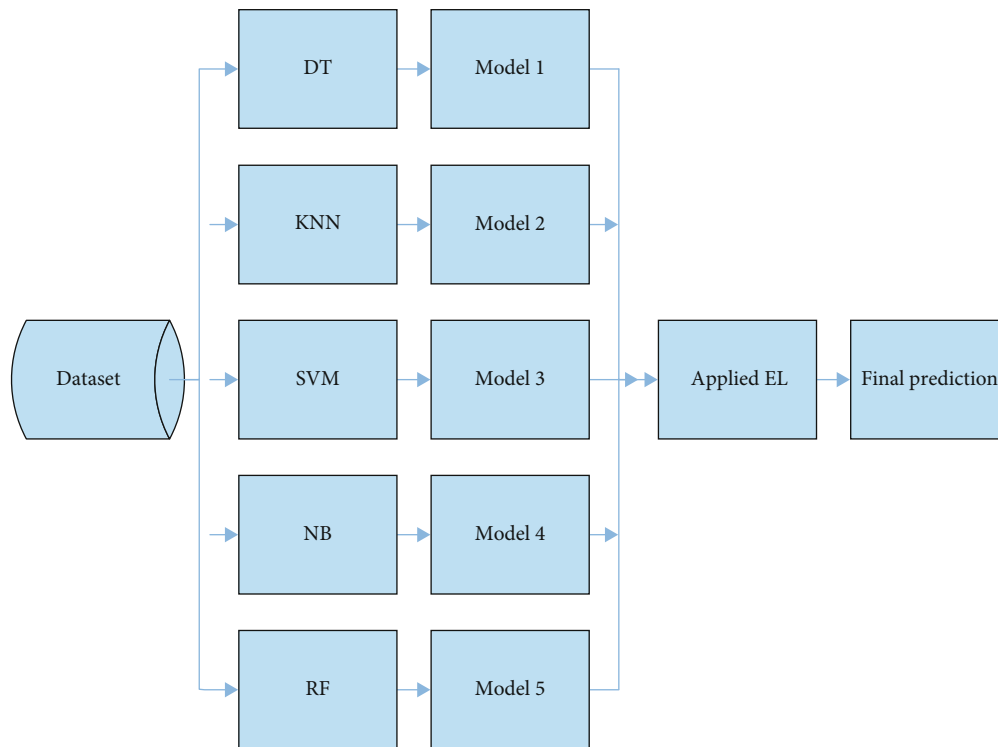 DT
Model 1
KNN
Model 2
Dataset
SVM
Model 3
Applied EL
Final prediction
NB
Model 4
RF
Model 5